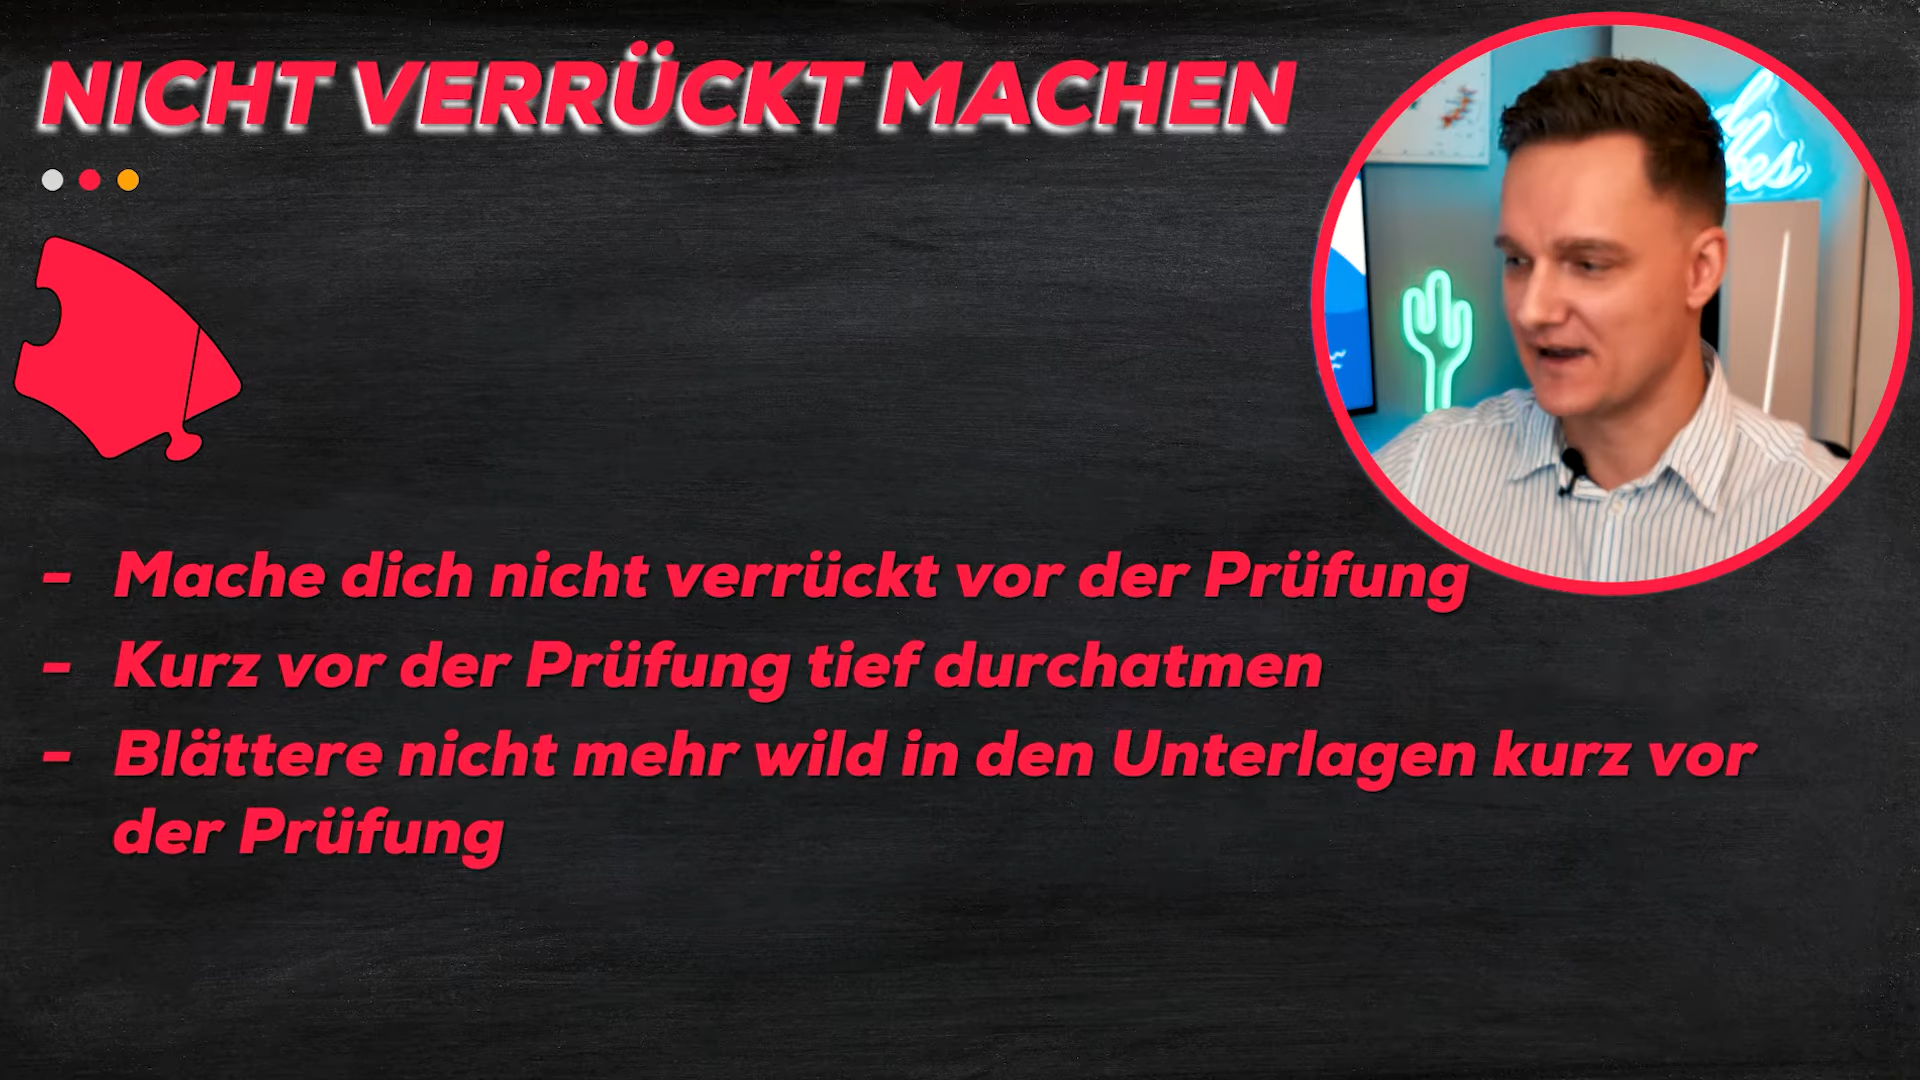 NICHT VERRÜCKT MACHEN
- Mache dich nicht verrückt vor der Prüfung
- Kurz vor der Prüfung tief durchatmen
- Blättere nicht mehr wild in den Unterlagen kurz vor
der Prüfung